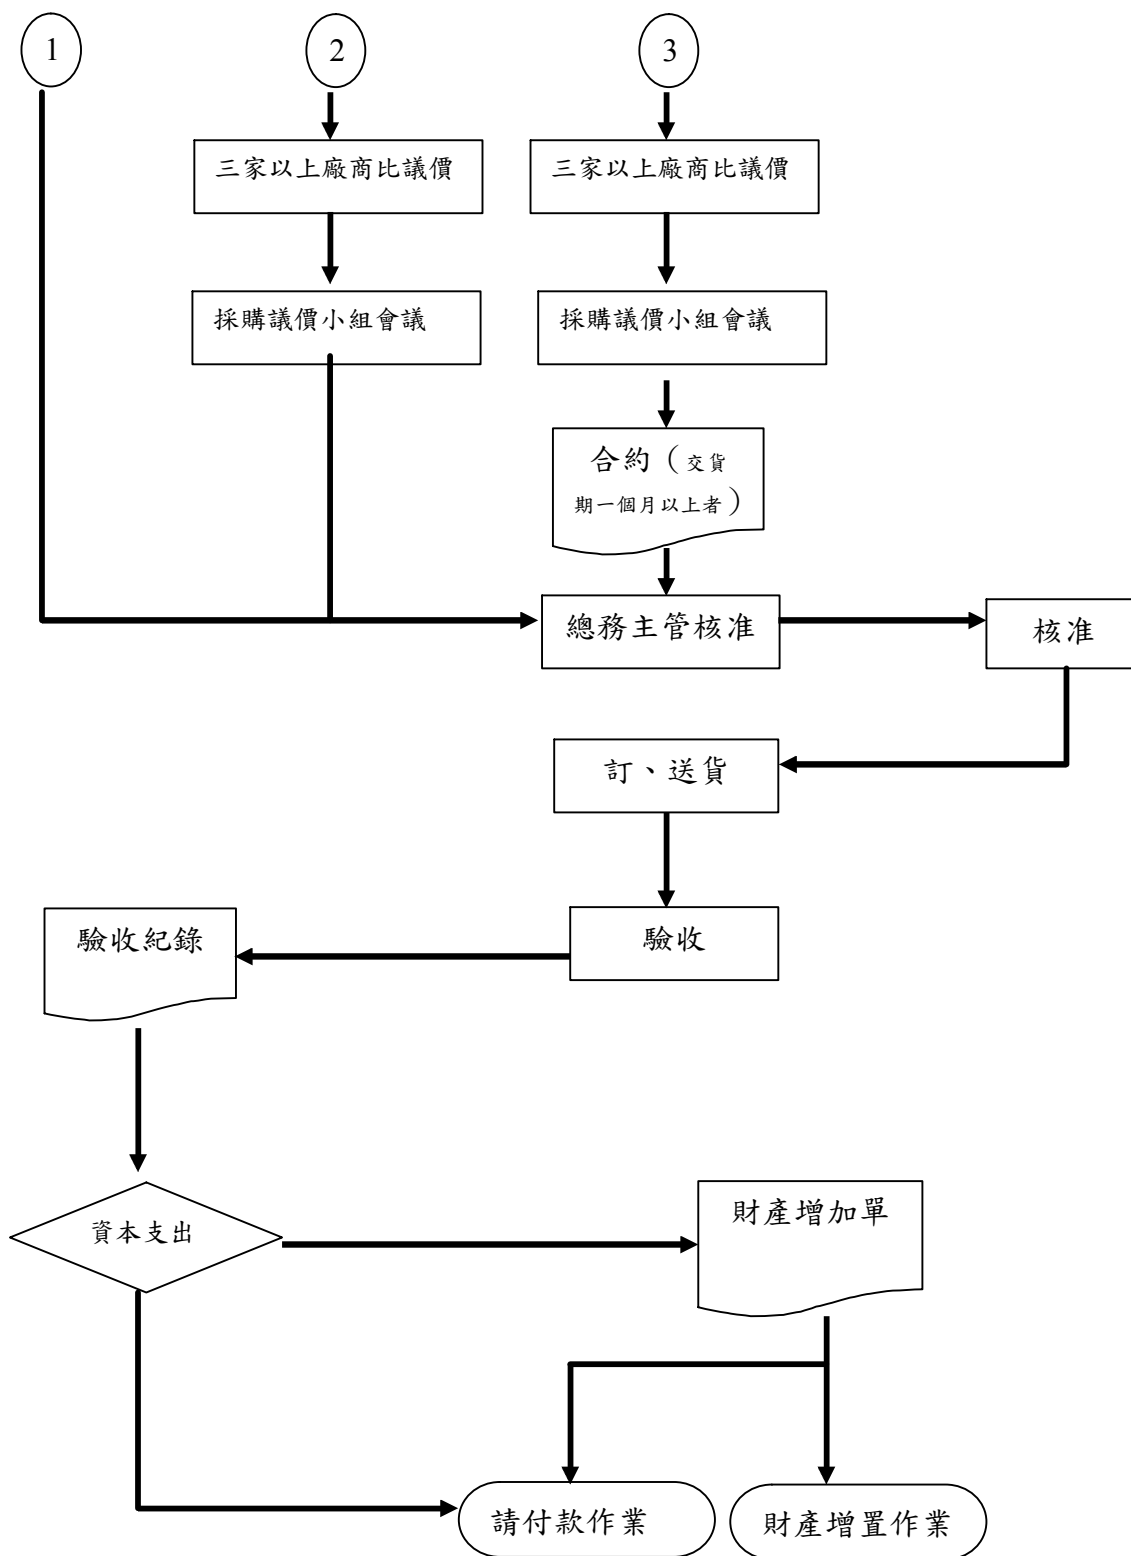 1
2
3
三家以上廠商比議價
三家以上廠商比議價
採購議價小組會議
採購議價小組會議
合約（交貨
期一個月以上者）
總務主管核准
核准
訂、送貨
驗收
驗收紀錄
資本支出
財產增加單
請付款作業
財產增置作業